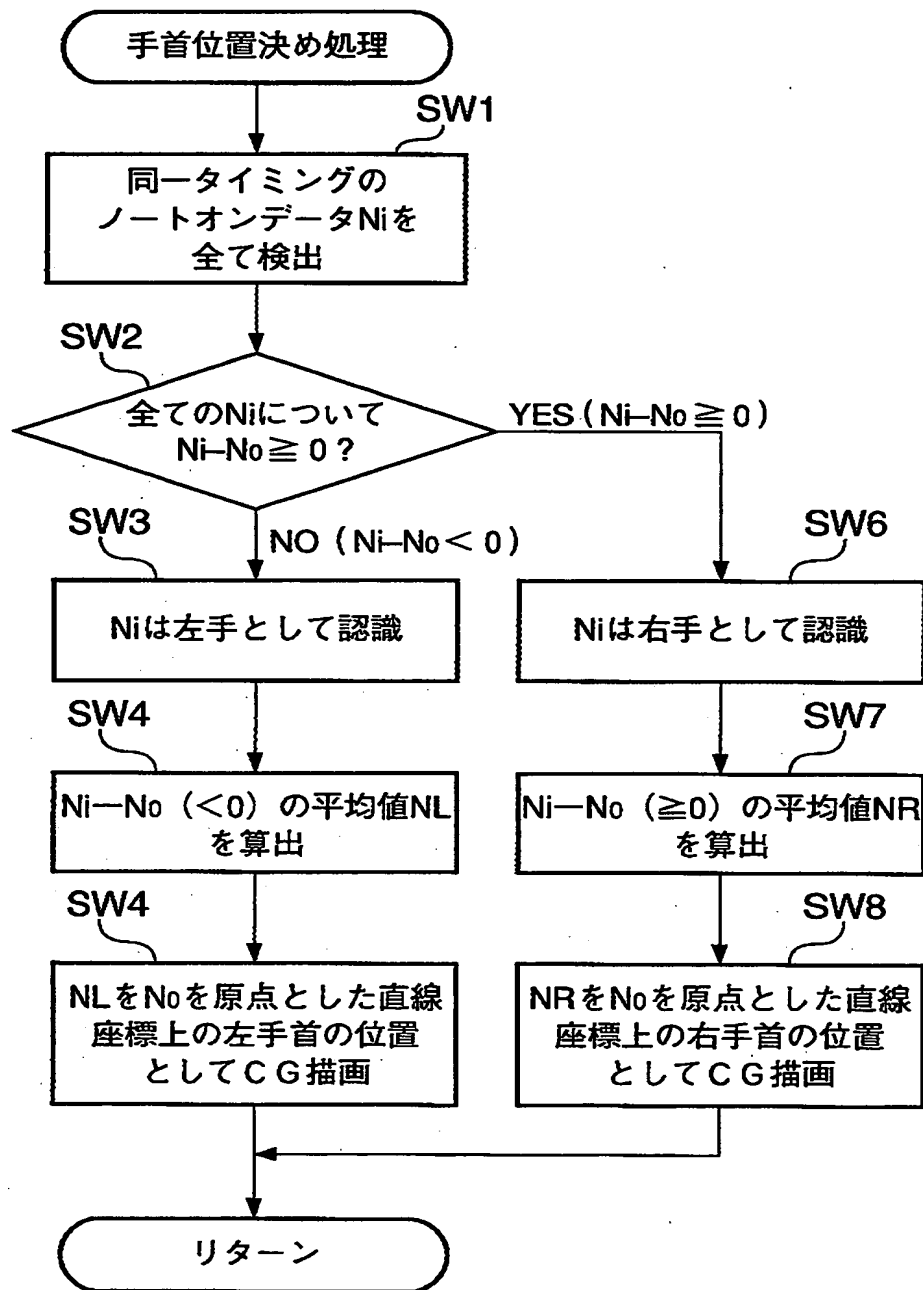 手首位置決め処理
SW1
同一タイミングの
ノートオンデータNiを
全て検出
SW2
全てのNiについて
Ni–No≧0?
YES(Ni–No≧0)
NO(Ni–No<0)
SW3
Niは左手として認識
SW6
Niは右手として認識
SW4
Ni—No(<0)の平均値NL
を算出
SW7
Ni—No(≧0)の平均値NR
を算出
SW4
NLをNoを原点とした直線
座標上の左手首の位置
としてCG描画
SW8
NRをNoを原点とした直線
座標上の右手首の位置
としてCG描画
リターン